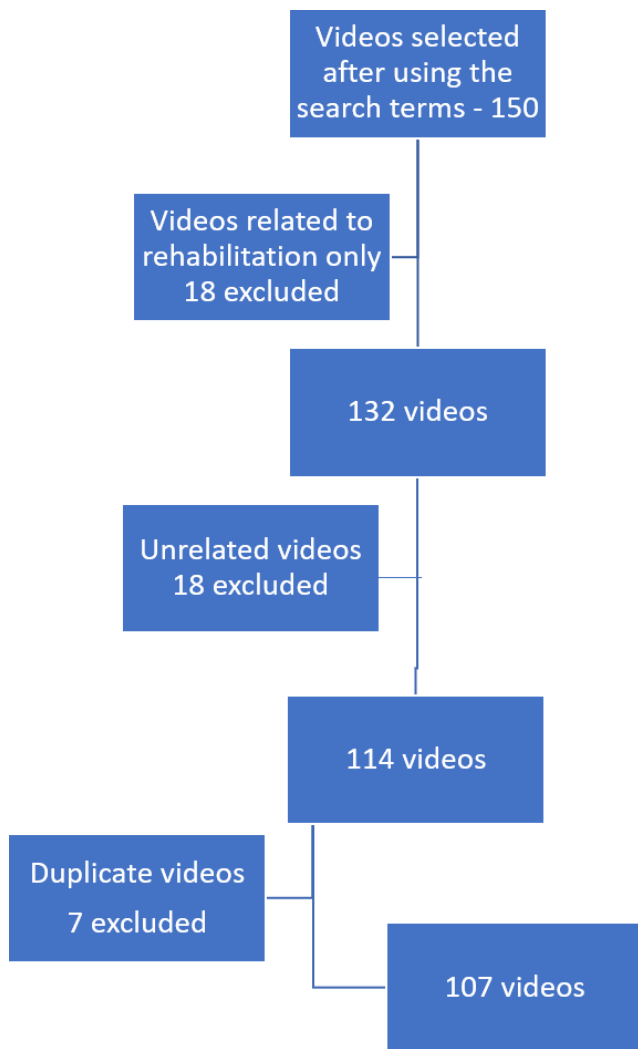 Videos selected
after using the
search terms - 150
Videos related to
rehabilitation only
18 excluded
132 videos
Unrelated videos
18 excluded
114 videos
Duplicate videos
7 excluded
107 videos